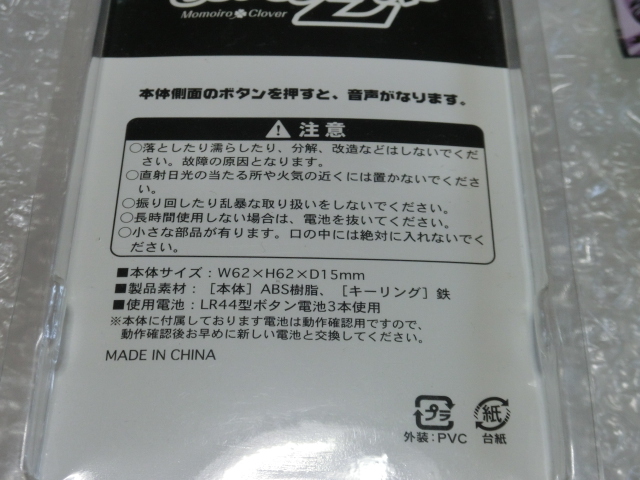 Momoiro Clover
本体側面のボタンを押すと、音声がなります。
注意
○落としたり濡らしたり、分解、改造などはしないでくだ
さい。故障の原因となります。
○直射日光の当たる所や火気の近くには置かないでくださ
い。
○振り回したり乱暴な取り扱いをしないでください。
○長時間使用しない場合は、電池を抜いてください。
○小さな部品が有ります。口の中には絶対に入れないでく
ださい。
■本体サイズ：W62×H62×D15mm
■製品素材：［本体］ABS樹脂、［キーリング］鉄
■使用電池：LR44型ボタン電池3本使用
※本体に付属しております電池は動作確認用ですので、
動作確認後お早めに新しい電池と交換してください。
MADE IN CHINA
プラ 紙
外装：PVC 台紙